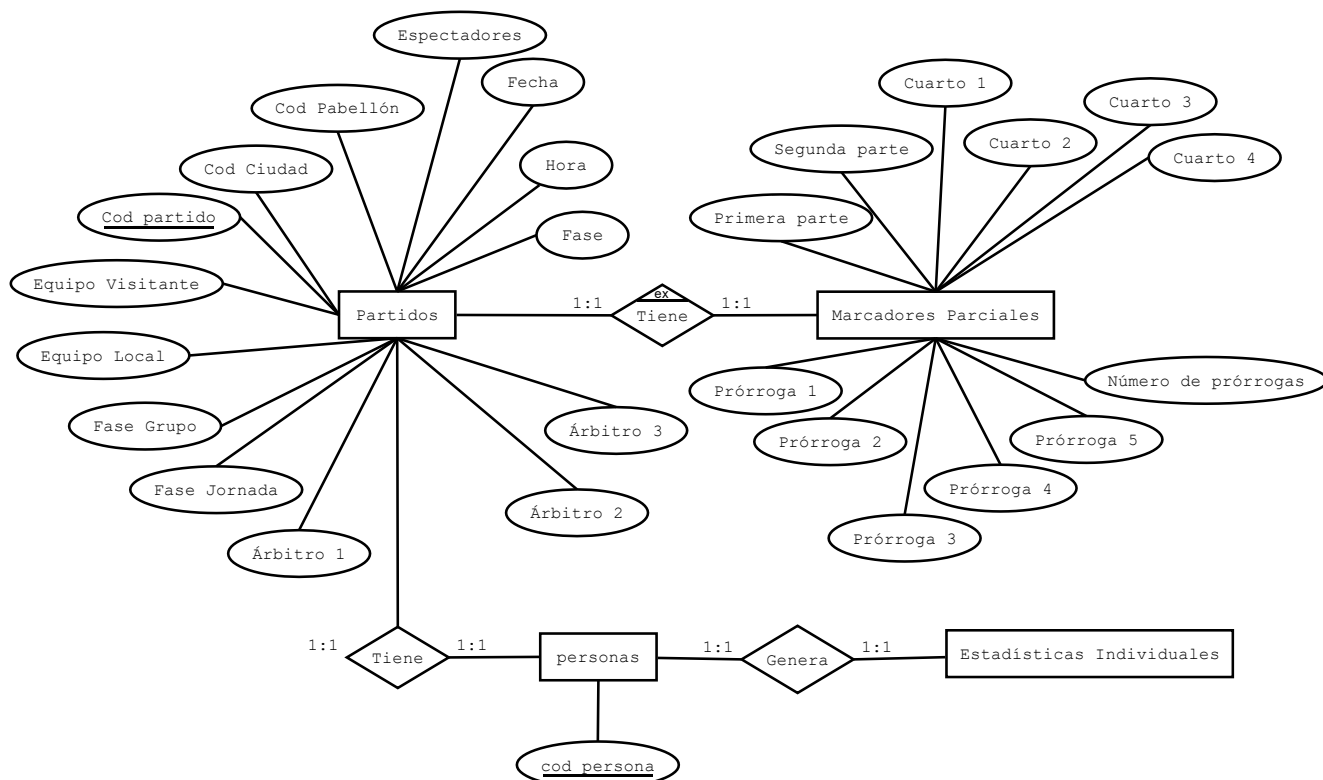 Espectadores
Cuarto 1
Fecha
Cuarto 3
Cod Pabellón
Segunda parte
Cuarto 2
Cuarto 4
Cod Ciudad
Hora
Cod partido
Primera parte
Fase
Equipo Visitante
ex
1:1
1:1
Partidos
Tiene
Marcadores Parciales
Equipo Local
Número de prórrogas
Prórroga 1
Fase Grupo
Árbitro 3
Prórroga 2
Prórroga 5
Fase Jornada
Prórroga 4
Árbitro 2
Prórroga 3
Árbitro 1
1:1
1:1
1:1
1:1
Tiene
personas
Genera
Estadísticas Individuales
cod persona